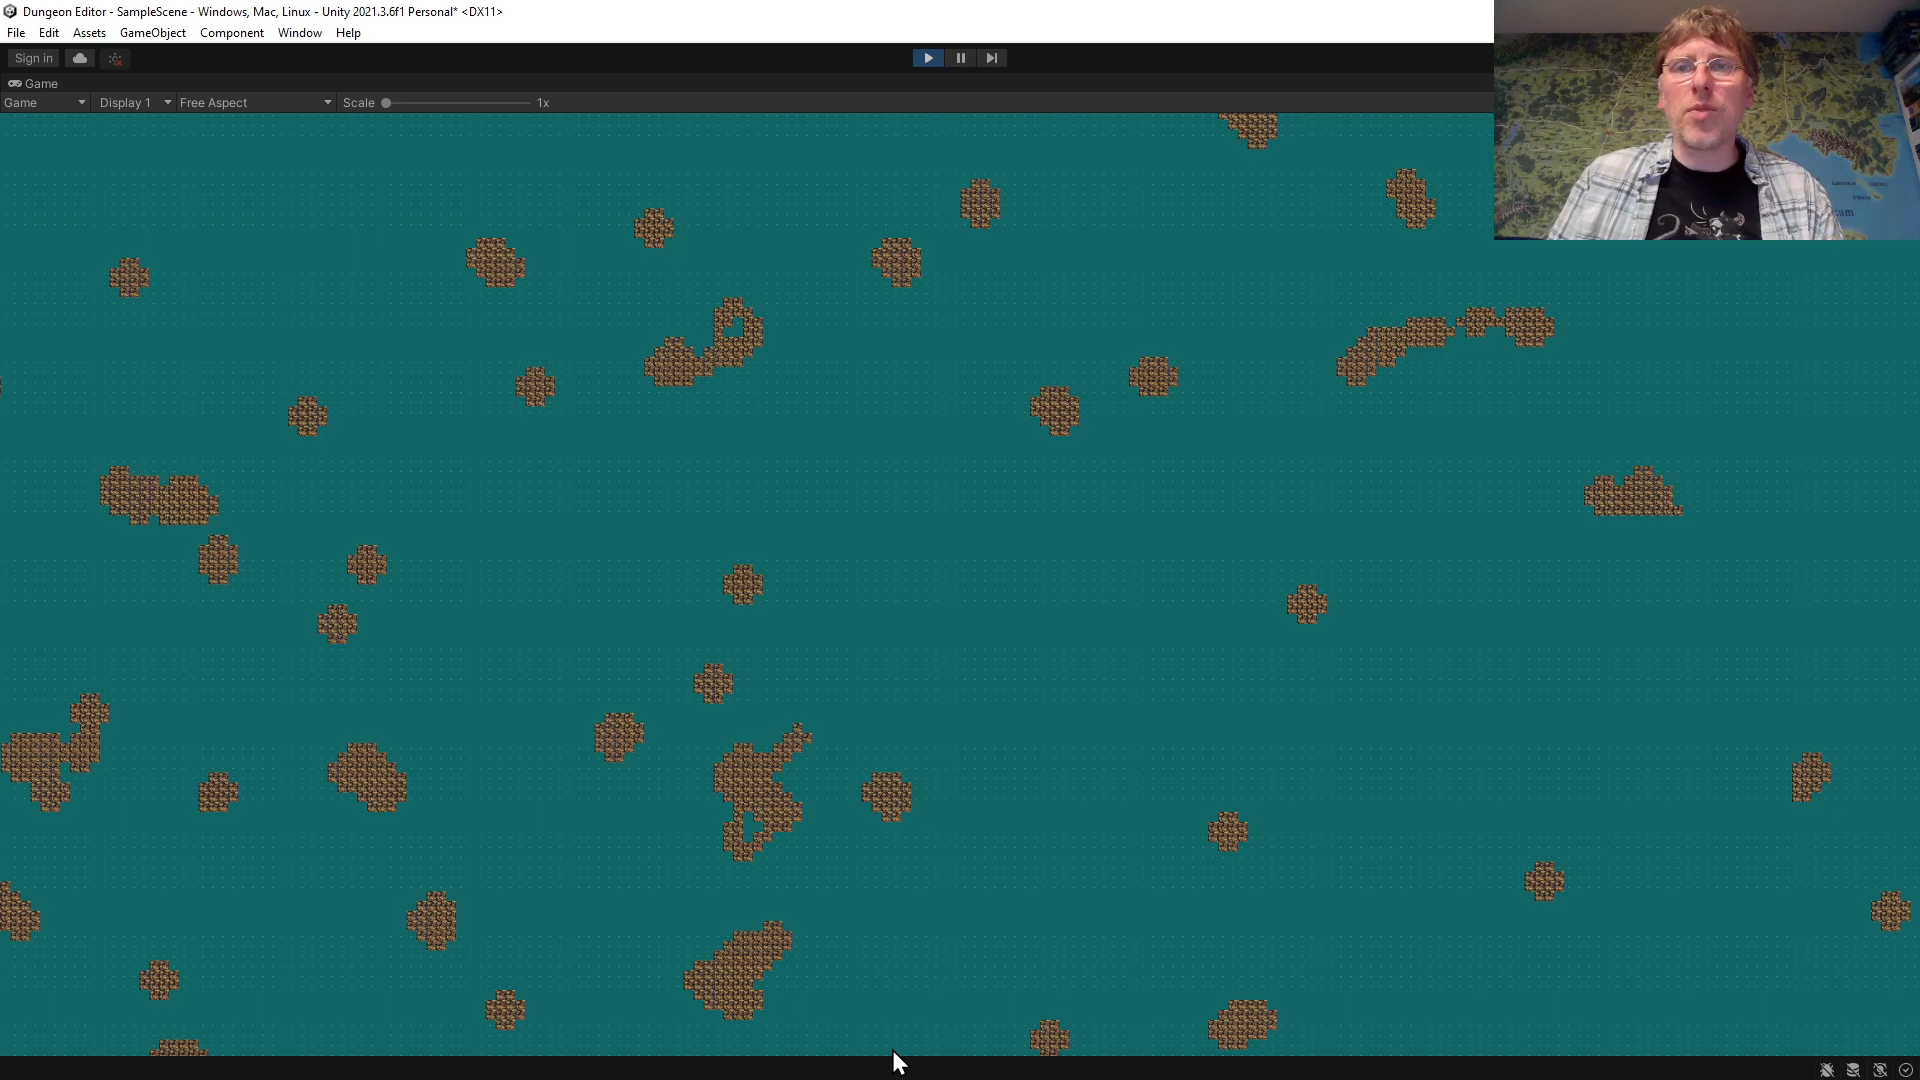 Dungeon Editor - SampleScene - Windows, Mac, Linux - Unity 2021.3.6f1 Personal* <DX11>
File Edit Assets GameObject Component Window Help
Sign in
Game
Game Display 1 Free Aspect Scale 1x